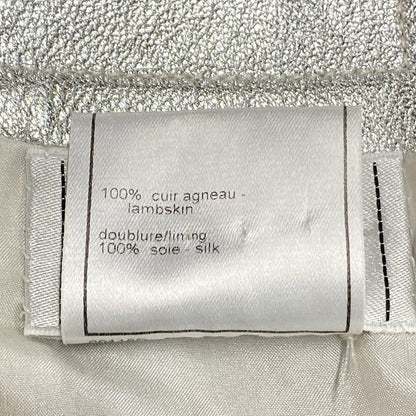 100% cuir agneau -
lambskin
doublure/lining
100% soie - silk